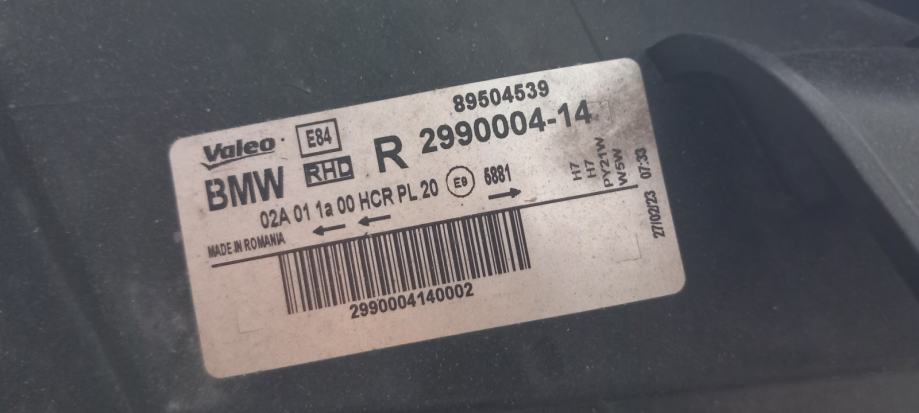 89504539
Valeo E84
BMW RHD R 2990004-14
02A 01 1a 00 HCR PL 20 E9 5881
MADE IN ROMANIA
2990004140002
H7
H7
PY21W
W5W
27/02/23 07:33